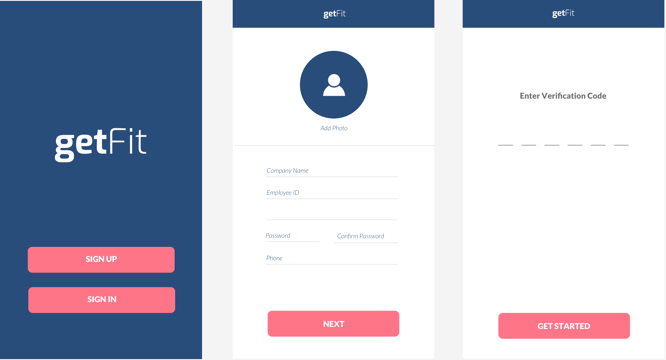 getFit
SIGN UP
SIGN IN
getFit
Add Photo
Company Name
Employee ID
Password Confirm Password
Phone
NEXT
getFit
Enter Verification Code
GET STARTED